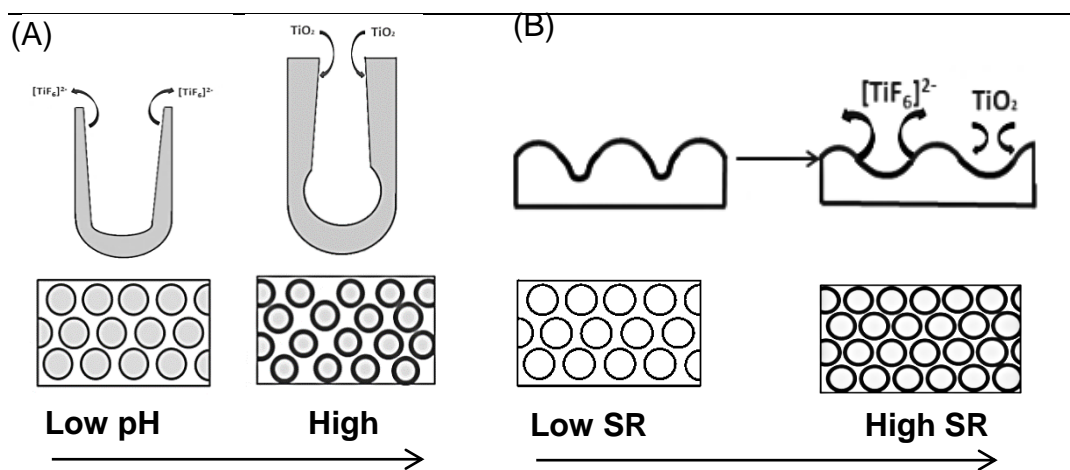 (A)
TiO₂ TiO₂
[TiF₆]²⁻ [TiF₆]²⁻
Low pH High
(B)
[TiF₆]²⁻ TiO₂
Low SR High SR